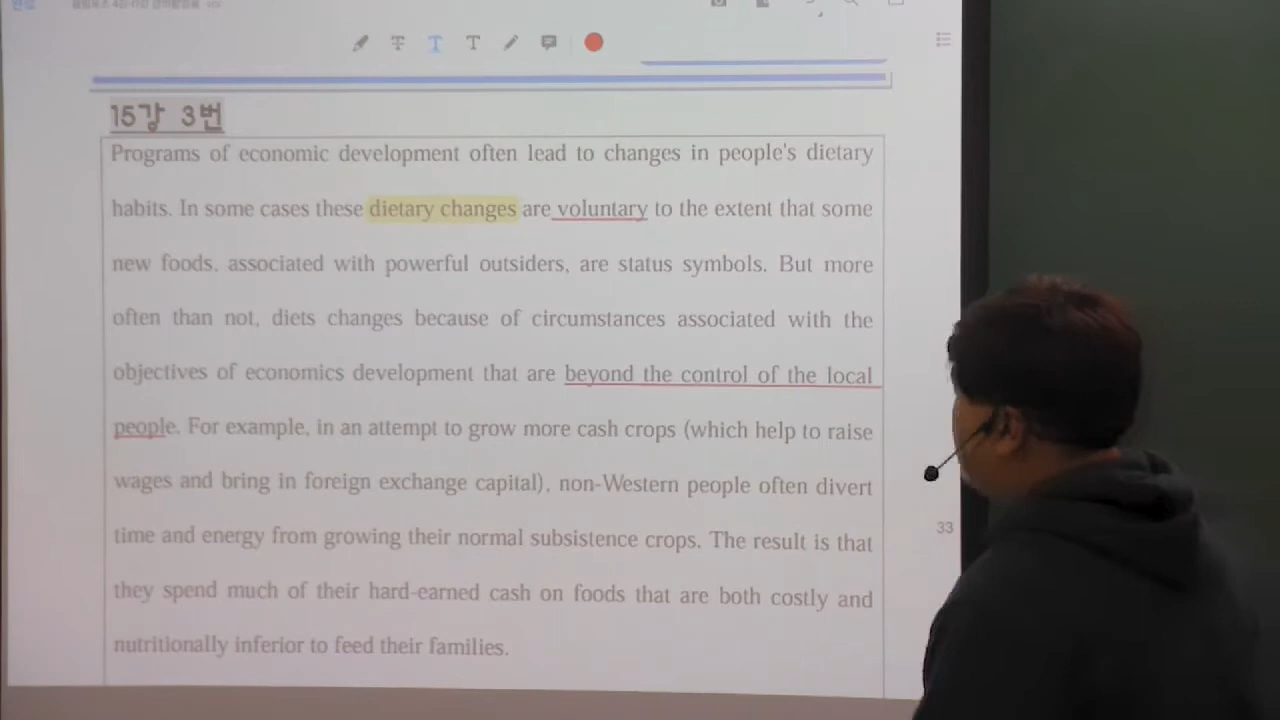 15강 3번
Programs of economic development often lead to changes in people's dietary
habits. In some cases these dietary changes are voluntary to the extent that some
new foods, associated with powerful outsiders, are status symbols. But more
often than not, diets changes because of circumstances associated with the
objectives of economics development that are beyond the control of the local
people. For example, in an attempt to grow more cash crops (which help to raise
wages and bring in foreign exchange capital), non-Western people often divert
time and energy from growing their normal subsistence crops. The result is that
they spend much of their hard-earned cash on foods that are both costly and
nutritionally inferior to feed their families.
33